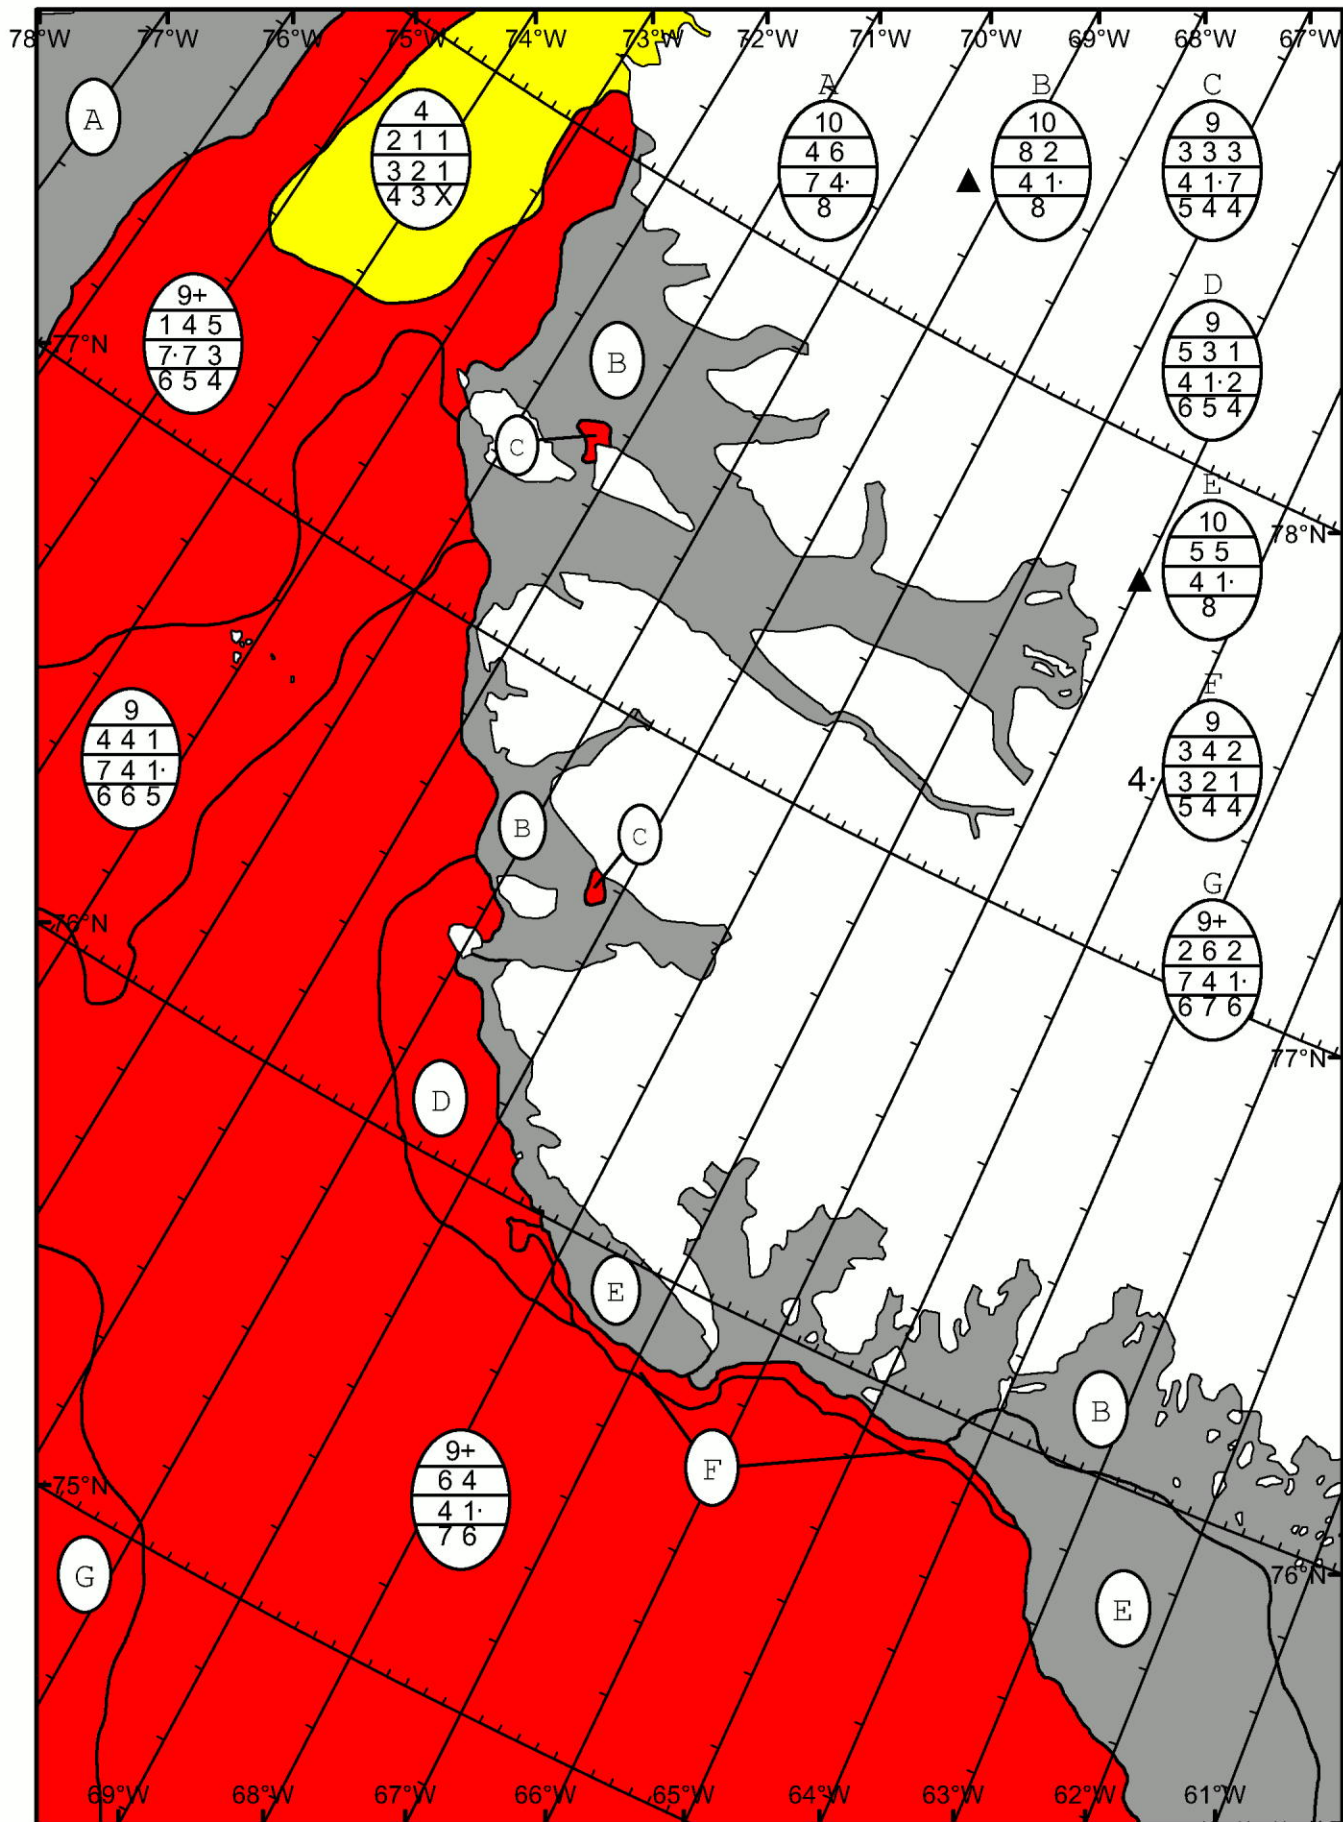 78°W 77°W 76°W 75°W 74°W 73°W 72°W 71°W 70°W 69°W 68°W 67°W
A
4
2 1 1
3 2 1
4 3 X
A
10
4 6
7 4·
8
B
10
8 2
4 1·
8
C
9
3 3 3
4 1·7
5 4 4
9+
1 4 5
7·7 3
6 5 4
77°N
B
C
D
9
5 3 1
4 1·2
6 5 4
78°N
E
10
5 5
4 1·
8
9
4 4 1
7 4 1·
6 6 5
B
C
F
9
3 4 2
4· 3 2 1
5 4 4
76°N
G
9+
2 6 2
7 4 1·
6 7 6
77°N
D
E
B
F
9+
6 4
4 1·
7 6
75°N
G
E
76°N
69°W 68°W 67°W 66°W 65°W 64°W 63°W 62°W 61°W